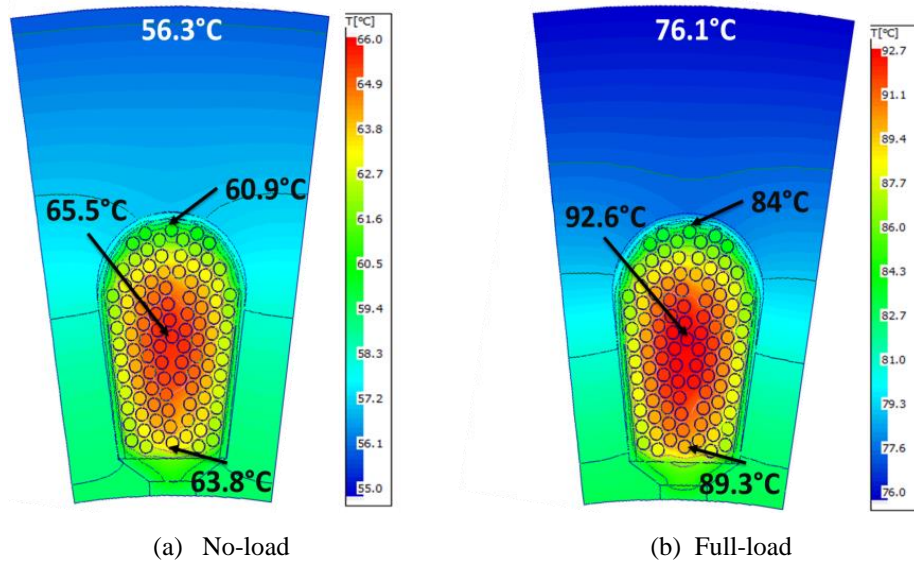 56.3°C
T[°C]
66.0
64.9
63.8
62.7
61.6
60.5
59.4
58.3
57.2
56.1
55.0
65.5°C
60.9°C
63.8°C
(a) No-load
76.1°C
T[°C]
92.7
91.1
89.4
87.7
86.0
84.3
82.7
81.0
79.3
77.6
76.0
92.6°C
84°C
89.3°C
(b) Full-load